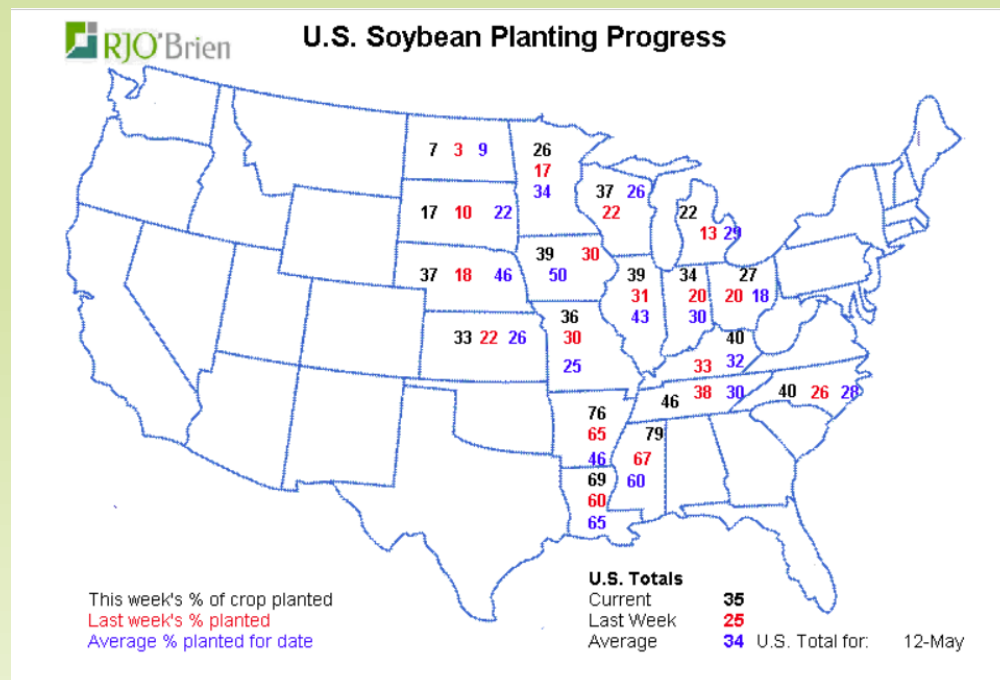 RJO'Brien
U.S. Soybean Planting Progress
7 3 9
26
17
34
37 26
22
22
13 29
17 10 22
39 30
50
37 18 46
39
31
43
34
20
30
27
20 18
33 22 26
36
30
25
40
33 32
46 38 30
40 26 28
76
65
46
79
67
60
69
60
65
This week's % of crop planted
Last week's % planted
Average % planted for date
U.S. Totals
Current 35
Last Week 25
Average 34 U.S. Total for: 12-May